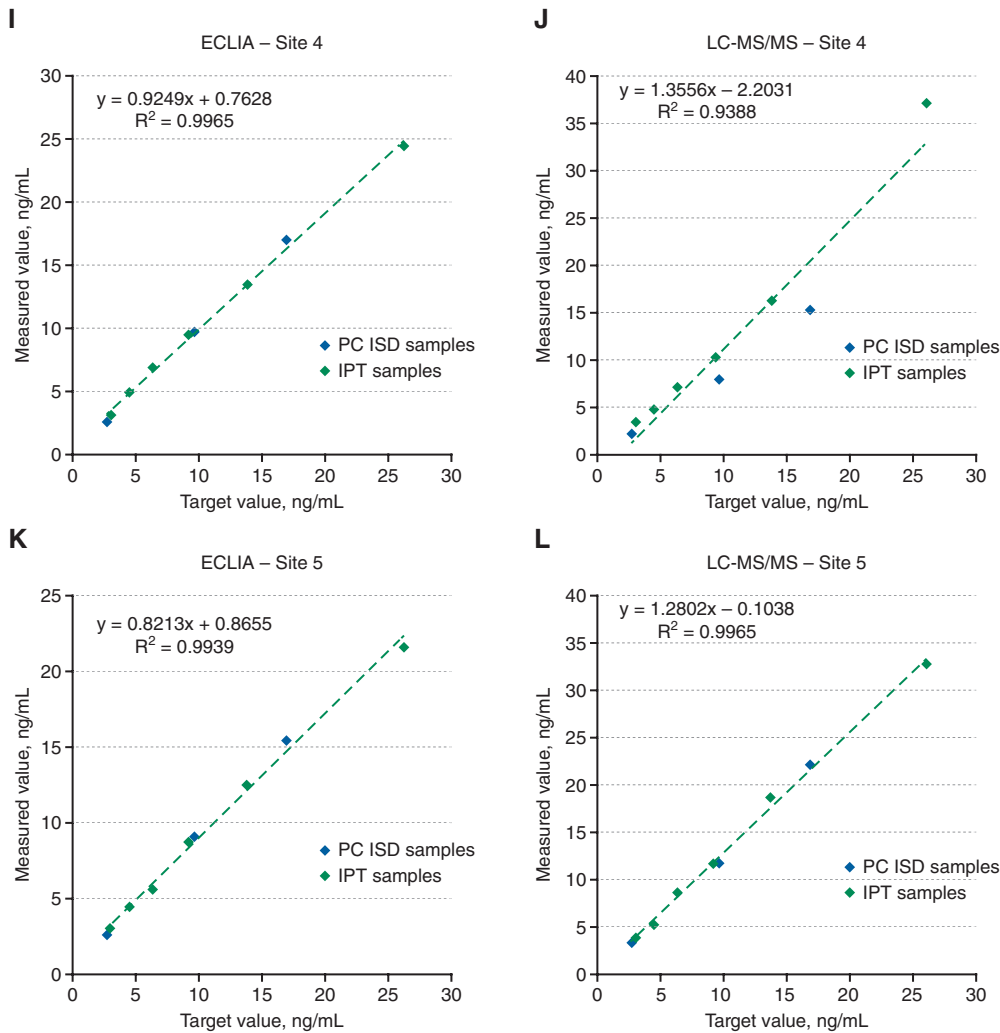 I
ECLIA – Site 4
30
25
20
15
10
5
0
0 5 10 15 20 25 30
Measured value, ng/mL
Target value, ng/mL
y = 0.9249x + 0.7628
R² = 0.9965
PC ISD samples
IPT samples
J
LC-MS/MS – Site 4
40
35
30
25
20
15
10
5
0
0 5 10 15 20 25 30
Measured value, ng/mL
Target value, ng/mL
y = 1.3556x – 2.2031
R² = 0.9388
PC ISD samples
IPT samples
K
ECLIA – Site 5
25
20
15
10
5
0
0 5 10 15 20 25 30
Measured value, ng/mL
Target value, ng/mL
y = 0.8213x + 0.8655
R² = 0.9939
PC ISD samples
IPT samples
L
LC-MS/MS – Site 5
40
35
30
25
20
15
10
5
0
0 5 10 15 20 25 30
Measured value, ng/mL
Target value, ng/mL
y = 1.2802x – 0.1038
R² = 0.9965
PC ISD samples
IPT samples